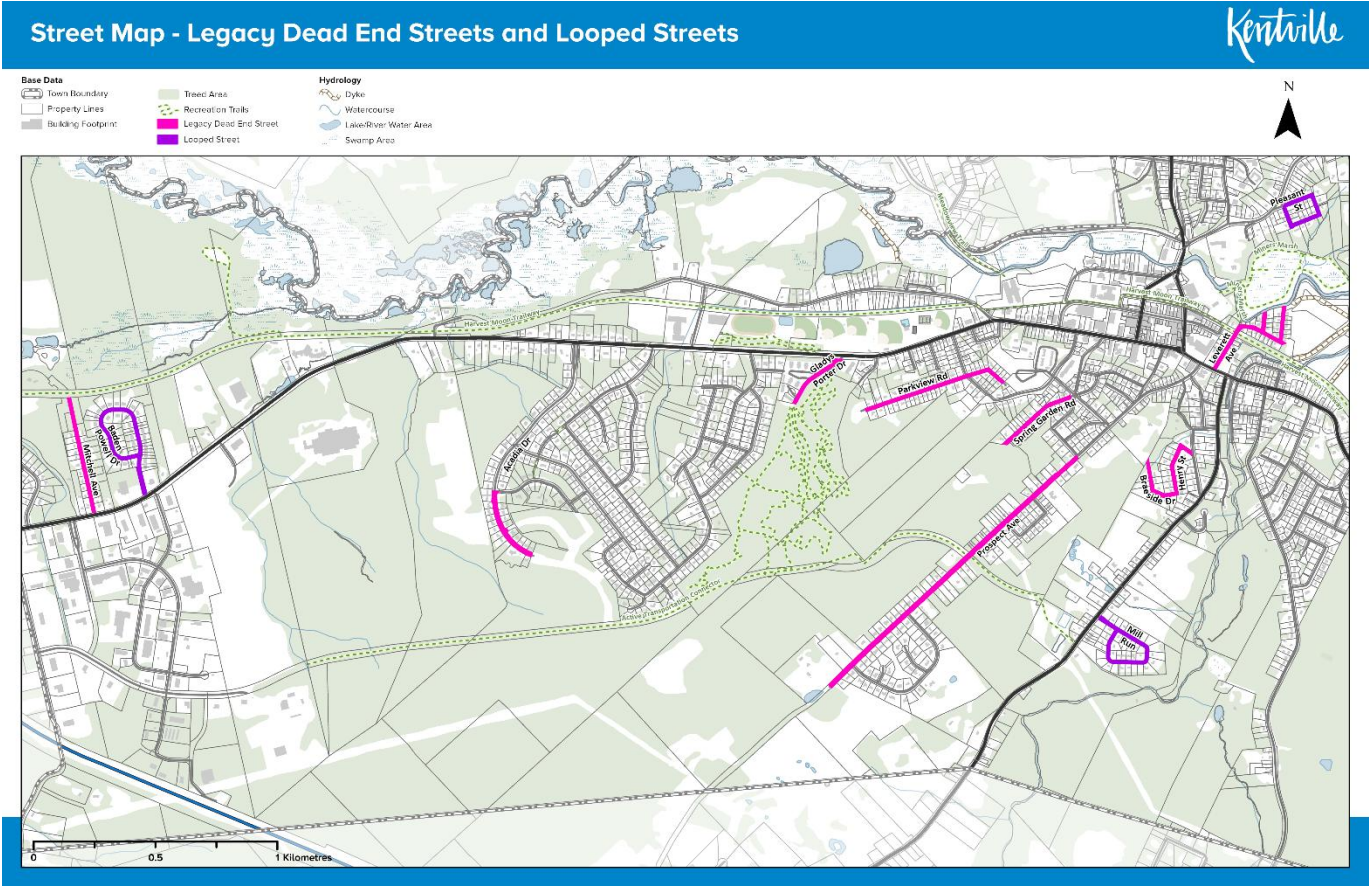 Street Map - Legacy Dead End Streets and Looped Streets
Kentville
Base Data
Town Boundary
Property Lines
Building Footprint
Treed Area
Recreation Trails
Legacy Dead End Street
Looped Street
Hydrology
Dyke
Watercourse
Lake/River Water Area
Swamp Area
N
Pleasant
St
Miners Marsh
Harvest Moon Trailway
Harvest Moon Trailway
Leverett
Ave
Gladys
Porter Dr
Parkview Rd
Spring Garden Rd
Acadia Dr
Baden
Powell Dr
Mitchell Ave
Henry St
Braeside Dr
Prospect Ave
Active Transportation Connector
Mill
Run
0
0.5
1 Kilometres